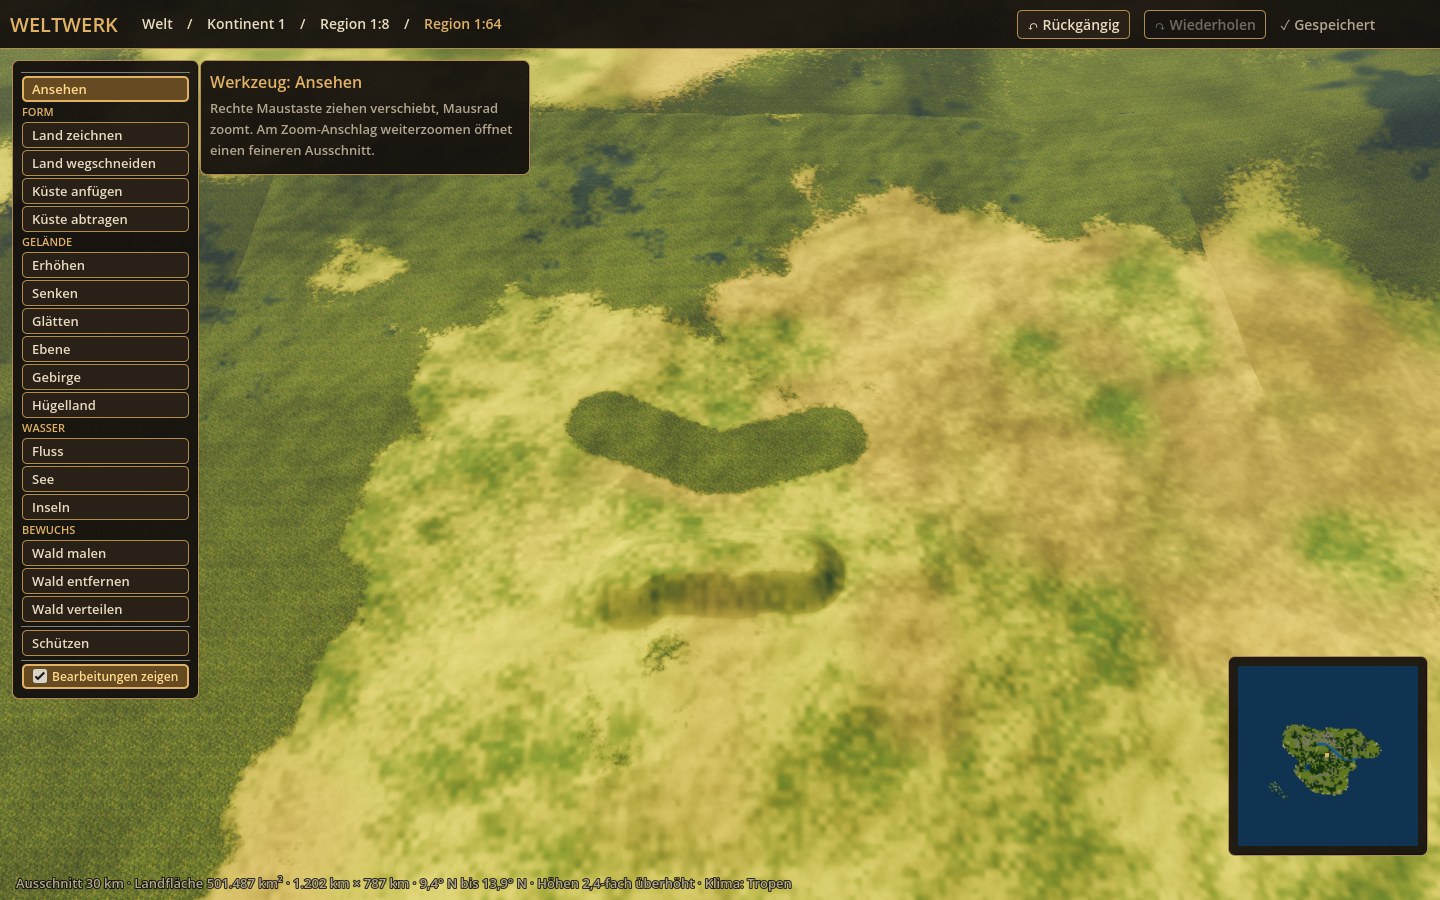 WELTWERK
Welt / Kontinent 1 / Region 1:8 / Region 1:64
Rückgängig
Wiederholen
✓ Gespeichert
Ansehen
FORM
Land zeichnen
Land wegschneiden
Küste anfügen
Küste abtragen
GELÄNDE
Erhöhen
Senken
Glätten
Ebene
Gebirge
Hügelland
WASSER
Fluss
See
Inseln
BEWUCHS
Wald malen
Wald entfernen
Wald verteilen
Schützen
Bearbeitungen zeigen
Werkzeug: Ansehen
Rechte Maustaste ziehen verschiebt, Mausrad
zoomt. Am Zoom-Anschlag weiterzoomen öffnet
einen feineren Ausschnitt.
Ausschnitt 30 km · Landfläche 501.487 km² · 1.202 km × 787 km · 9,4° N bis 13,9° N · Höhen 2,4-fach überhöht · Klima: Tropen